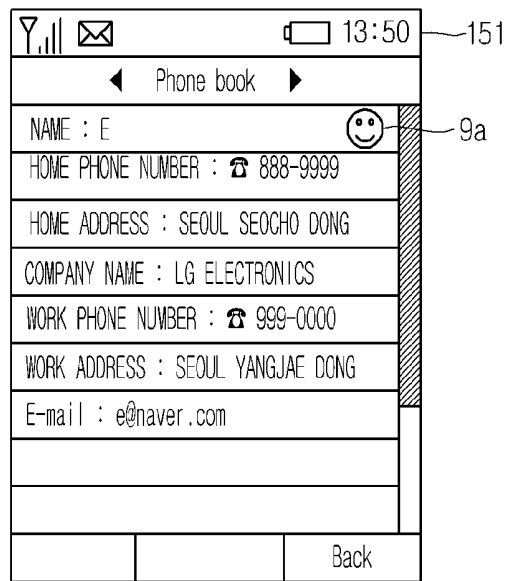 13:50
151
◀ Phone book ▶
NAME : E
9a
HOME PHONE NUMBER : ☎ 888-9999
HOME ADDRESS : SEOUL SEOCHO DONG
COMPANY NAME : LG ELECTRONICS
WORK PHONE NUMBER : ☎ 999-0000
WORK ADDRESS : SEOUL YANGJAE DONG
E-mail : e@naver.com
Back